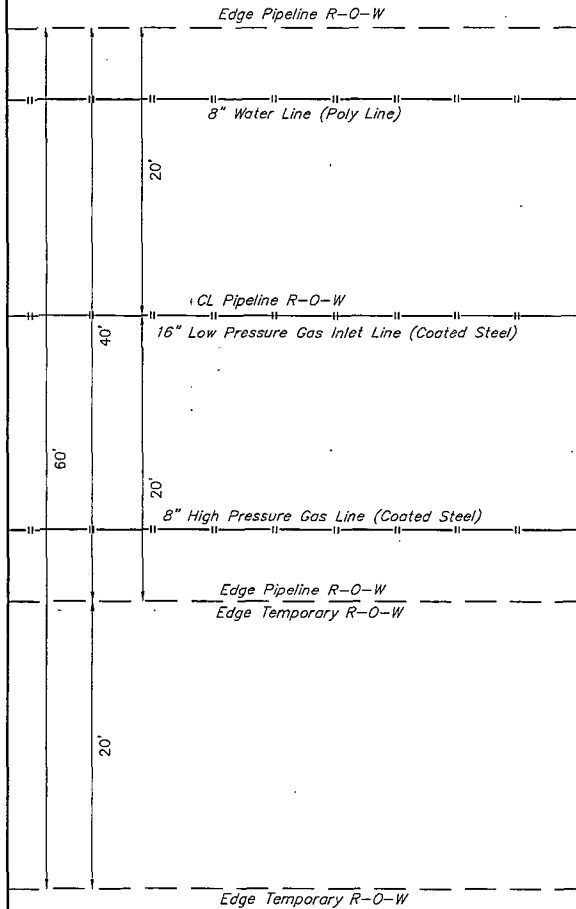 Edge Pipeline R-O-W
8" Water Line (Poly Line)
20'
CL Pipeline R-O-W
16" Low Pressure Gas Inlet Line (Coated Steel)
40'
60'
20'
8" High Pressure Gas Line (Coated Steel)
Edge Pipeline R-O-W
Edge Temporary R-O-W
20'
Edge Temporary R-O-W